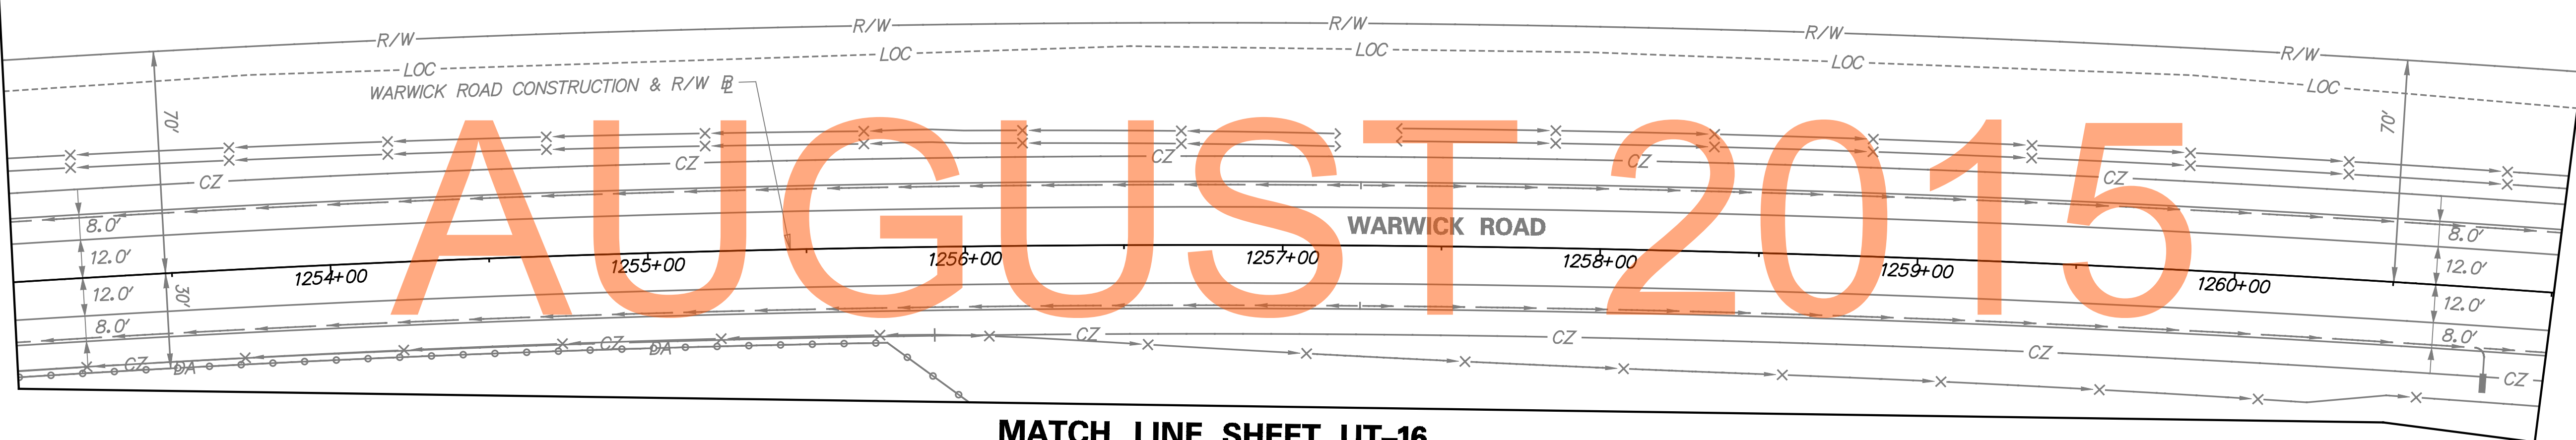 R/W R/W R/W R/W R/W
LOC LOC LOC LOC LOC
WARWICK ROAD CONSTRUCTION & R/W BL
70' 70'
CZ CZ CZ CZ
AUGUST 2015
8.0' WARWICK ROAD 8.0'
12.0' 12.0'
1254+00 1255+00 1256+00 1257+00 1258+00 1259+00 1260+00
12.0' 30' 12.0'
8.0' 8.0'
CZ DA CZ DA CZ CZ CZ CZ
MATCH LINE SHEET UT-16